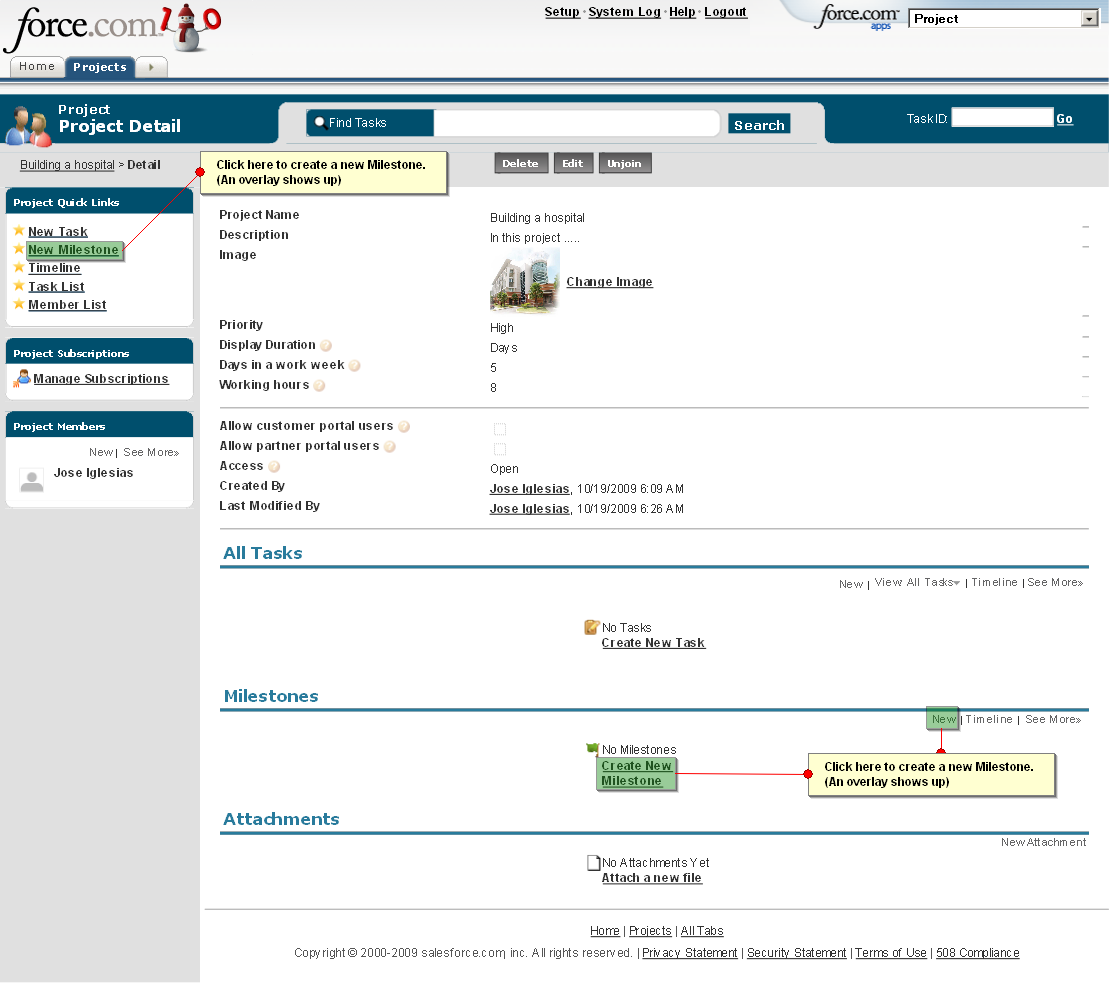 force.com 10
Setup · System Log · Help · Logout
force.com apps
Project
Home
Projects
Project
Project Detail
Find Tasks
Search
Task ID:
Go
Building a hospital > Detail
Click here to create a new Milestone.
(An overlay shows up)
Delete
Edit
Unjoin
Project Quick Links
New Task
New Milestone
Timeline
Task List
Member List
Project Subscriptions
Manage Subscriptions
Project Members
New | See More»
Jose Iglesias
Project Name Building a hospital
Description In this project .....
Image Change Image
Priority High
Display Duration ? Days
Days in a work week ? 5
Working hours ? 8
Allow customer portal users ?
Allow partner portal users ?
Access ? Open
Created By Jose Iglesias, 10/19/2009 6:09 AM
Last Modified By Jose Iglesias, 10/19/2009 6:26 AM
All Tasks
New | View: All Tasks | Timeline | See More»
No Tasks
Create New Task
Milestones
New | Timeline | See More»
No Milestones
Create New
Milestone
Click here to create a new Milestone.
(An overlay shows up)
Attachments
New Attachment
No Attachments Yet
Attach a new file
Home | Projects | All Tabs
Copyright © 2000-2009 salesforce.com, inc. All rights reserved. | Privacy Statement | Security Statement | Terms of Use | 508 Compliance